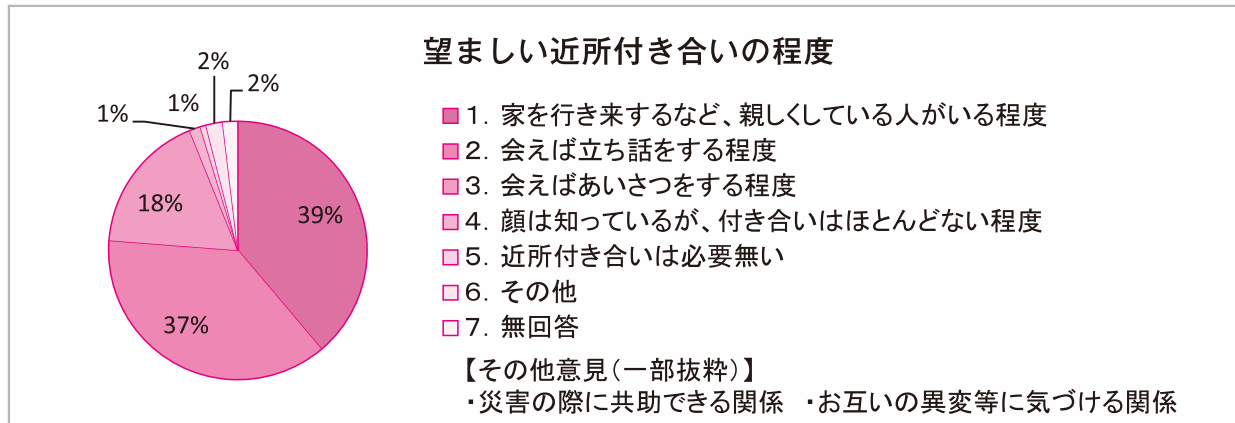 望ましい近所付き合いの程度
2%
2%
1%
1%
18%
39%
37%
1．家を行き来するなど、親しくしている人がいる程度
2．会えば立ち話をする程度
3．会えばあいさつをする程度
4．顔は知っているが、付き合いはほとんどない程度
5．近所付き合いは必要無い
6．その他
7．無回答
【その他意見（一部抜粋）】
・災害の際に共助できる関係　・お互いの異変等に気づける関係